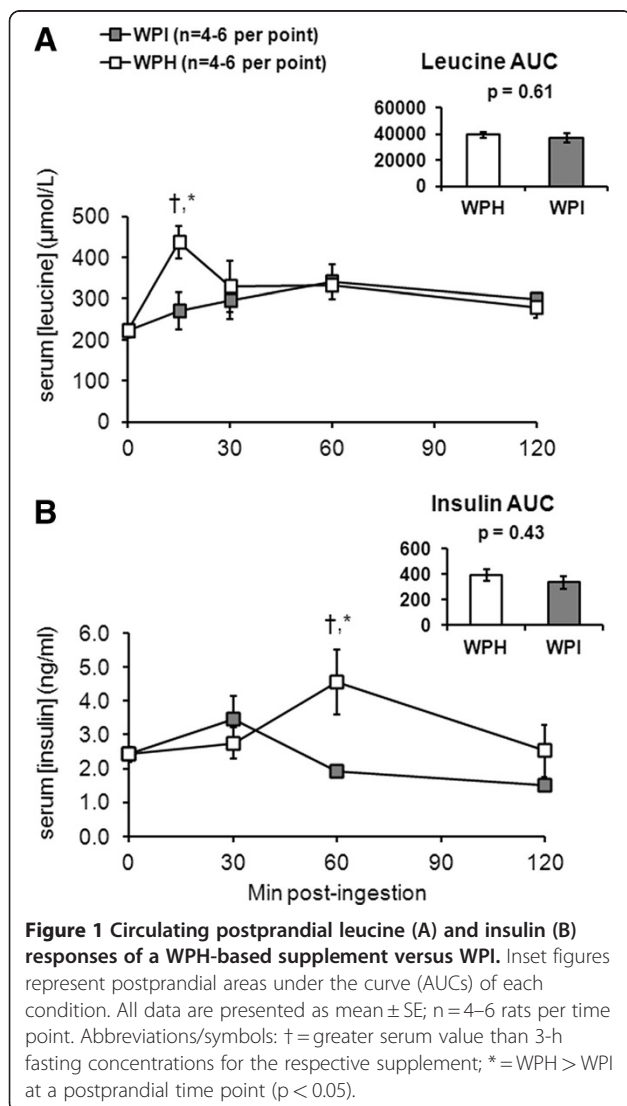 A
WPI (n=4-6 per point)
WPH (n=4-6 per point)
Leucine AUC
p = 0.61
60000
40000
20000
0
WPH WPI
†,*
serum [leucine] (µmol/L)
500
400
300
200
100
0
0 30 60 90 120
B
Insulin AUC
p = 0.43
600
400
200
0
WPH WPI
†,*
serum [insulin] (ng/ml)
6.0
5.0
4.0
3.0
2.0
1.0
0.0
0 30 60 90 120
Min post-ingestion
Figure 1 Circulating postprandial leucine (A) and insulin (B)
responses of a WPH-based supplement versus WPI. Inset figures
represent postprandial areas under the curve (AUCs) of each
condition. All data are presented as mean ± SE; n = 4–6 rats per time
point. Abbreviations/symbols: † = greater serum value than 3-h
fasting concentrations for the respective supplement; * = WPH > WPI
at a postprandial time point (p < 0.05).